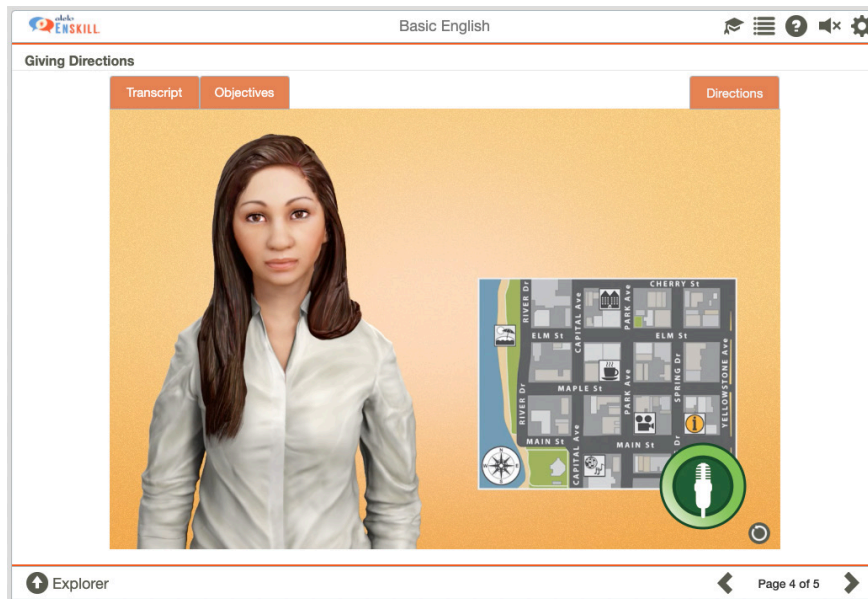 alelo
ENSKILL
Basic English
Giving Directions
Transcript
Objectives
Directions
CHERRY St
RIVER Dr
CAPITAL Ave
PARK Ave
ELM St
ELM St
MAPLE St
RIVER Dr
PARK Ave
SPRING Dr
YELLOWSTONE Ave
MAIN St
MAIN St
CAPITAL Ave
Dr
Explorer
Page 4 of 5